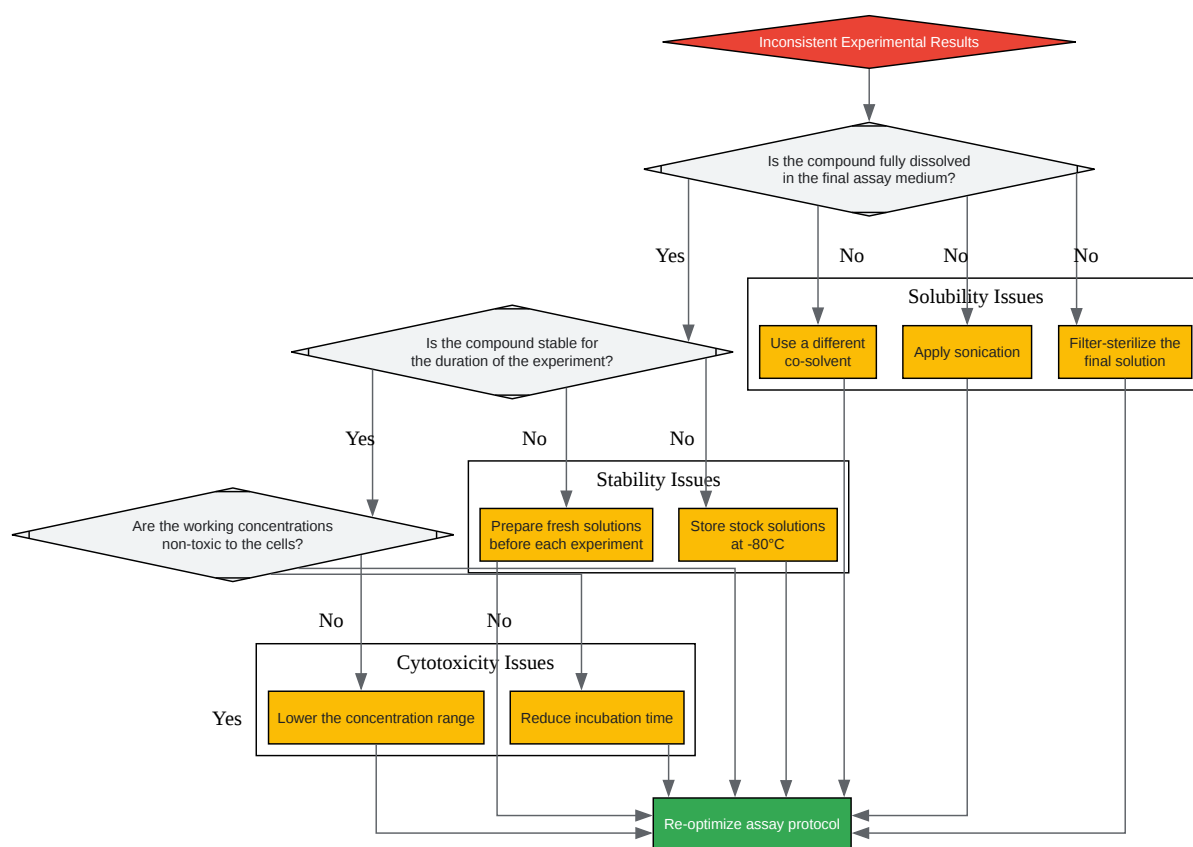 Inconsistent Experimental Results
Is the compound fully dissolved
in the final assay medium?
Yes
No
No
No
Solubility Issues
Use a different
co-solvent
Apply sonication
Filter-sterilize the
final solution
Is the compound stable for
the duration of the experiment?
Yes
No
No
Stability Issues
Prepare fresh solutions
before each experiment
Store stock solutions
at -80°C
Are the working concentrations
non-toxic to the cells?
No
No
Cytotoxicity Issues
Yes
Lower the concentration range
Reduce incubation time
Re-optimize assay protocol